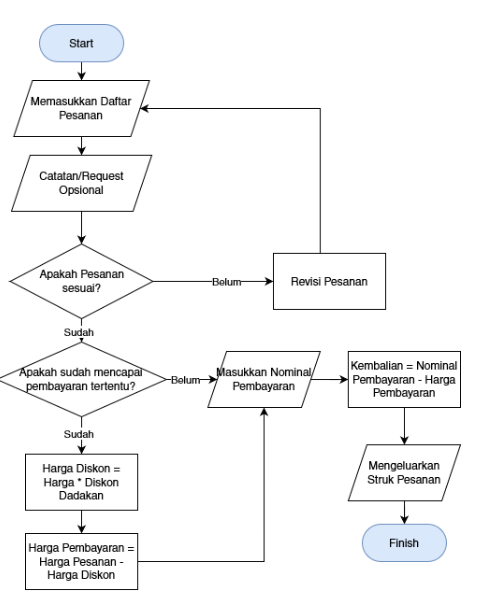 Start
Memasukkan Daftar
Pesanan
Catatan/Request
Opsional
Apakah Pesanan
sesuai?
Belum
Revisi Pesanan
Sudah
Apakah sudah mencapai
pembayaran tertentu?
Belum
Masukkan Nominal
Pembayaran
Kembalian = Nominal
Pembayaran - Harga
Pembayaran
Sudah
Harga Diskon =
Harga * Diskon
Dadakan
Mengeluarkan
Struk Pesanan
Harga Pembayaran =
Harga Pesanan -
Harga Diskon
Finish